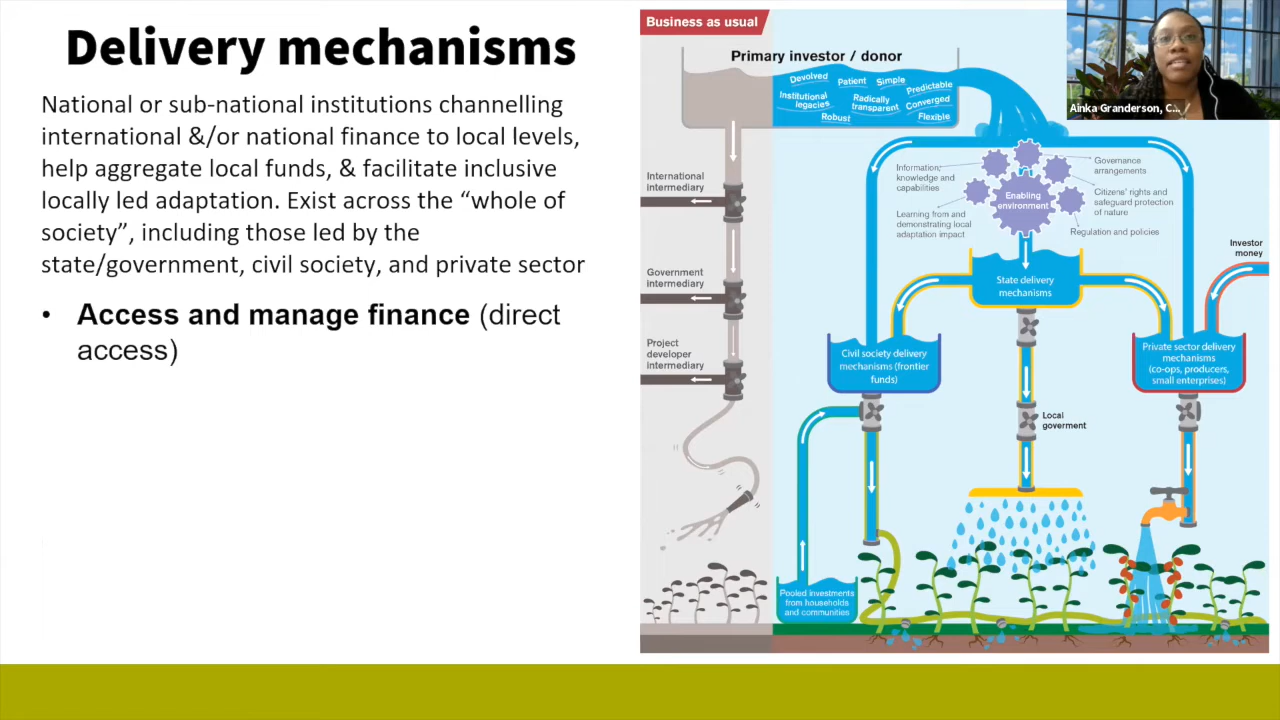 Delivery mechanisms
National or sub-national institutions channelling
international &/or national finance to local levels,
help aggregate local funds, & facilitate inclusive
locally led adaptation. Exist across the “whole of
society”, including those led by the
state/government, civil society, and private sector
• Access and manage finance (direct
access)
Business as usual
Primary investor / donor
Devolved
Patient
Simple
Predictable
Institutional
legacies
Radically
transparent
Converged
Robust
Flexible
Ainka Granderson, C...
International
intermediary
Government
intermediary
Project
developer
intermediary
Information,
knowledge and
capabilities
Learning from and
demonstrating local
adaptation impact
Enabling
environment
Governance
arrangements
Citizens' rights and
safeguard protection
of nature
Regulation and policies
Investor
money
State delivery
mechanisms
Civil society delivery
mechanisms (frontier
funds)
Private sector delivery
mechanisms
(co-ops, producers,
small enterprises)
Local
goverment
Pooled investments
from households
and communities